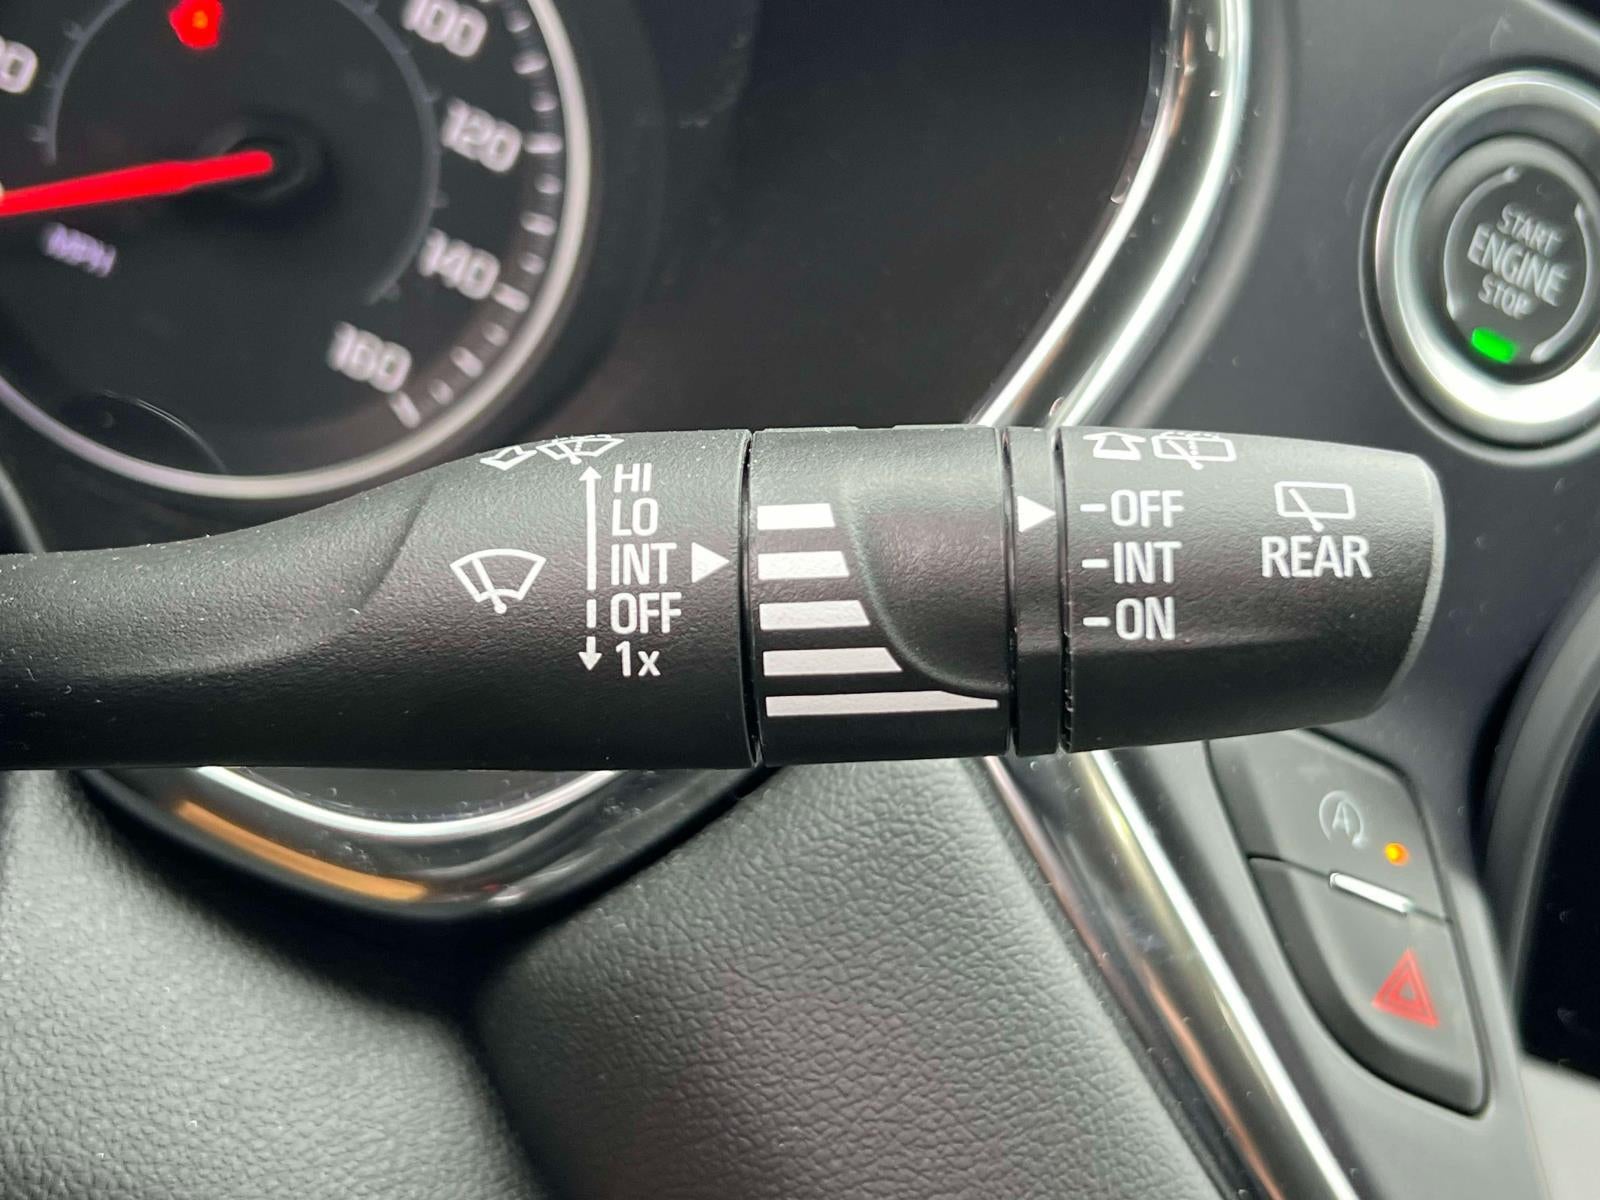 100
120
140
160
MPH
START
ENGINE
STOP
HI
LO
INT
OFF
1x
-OFF
-INT
-ON
REAR
A